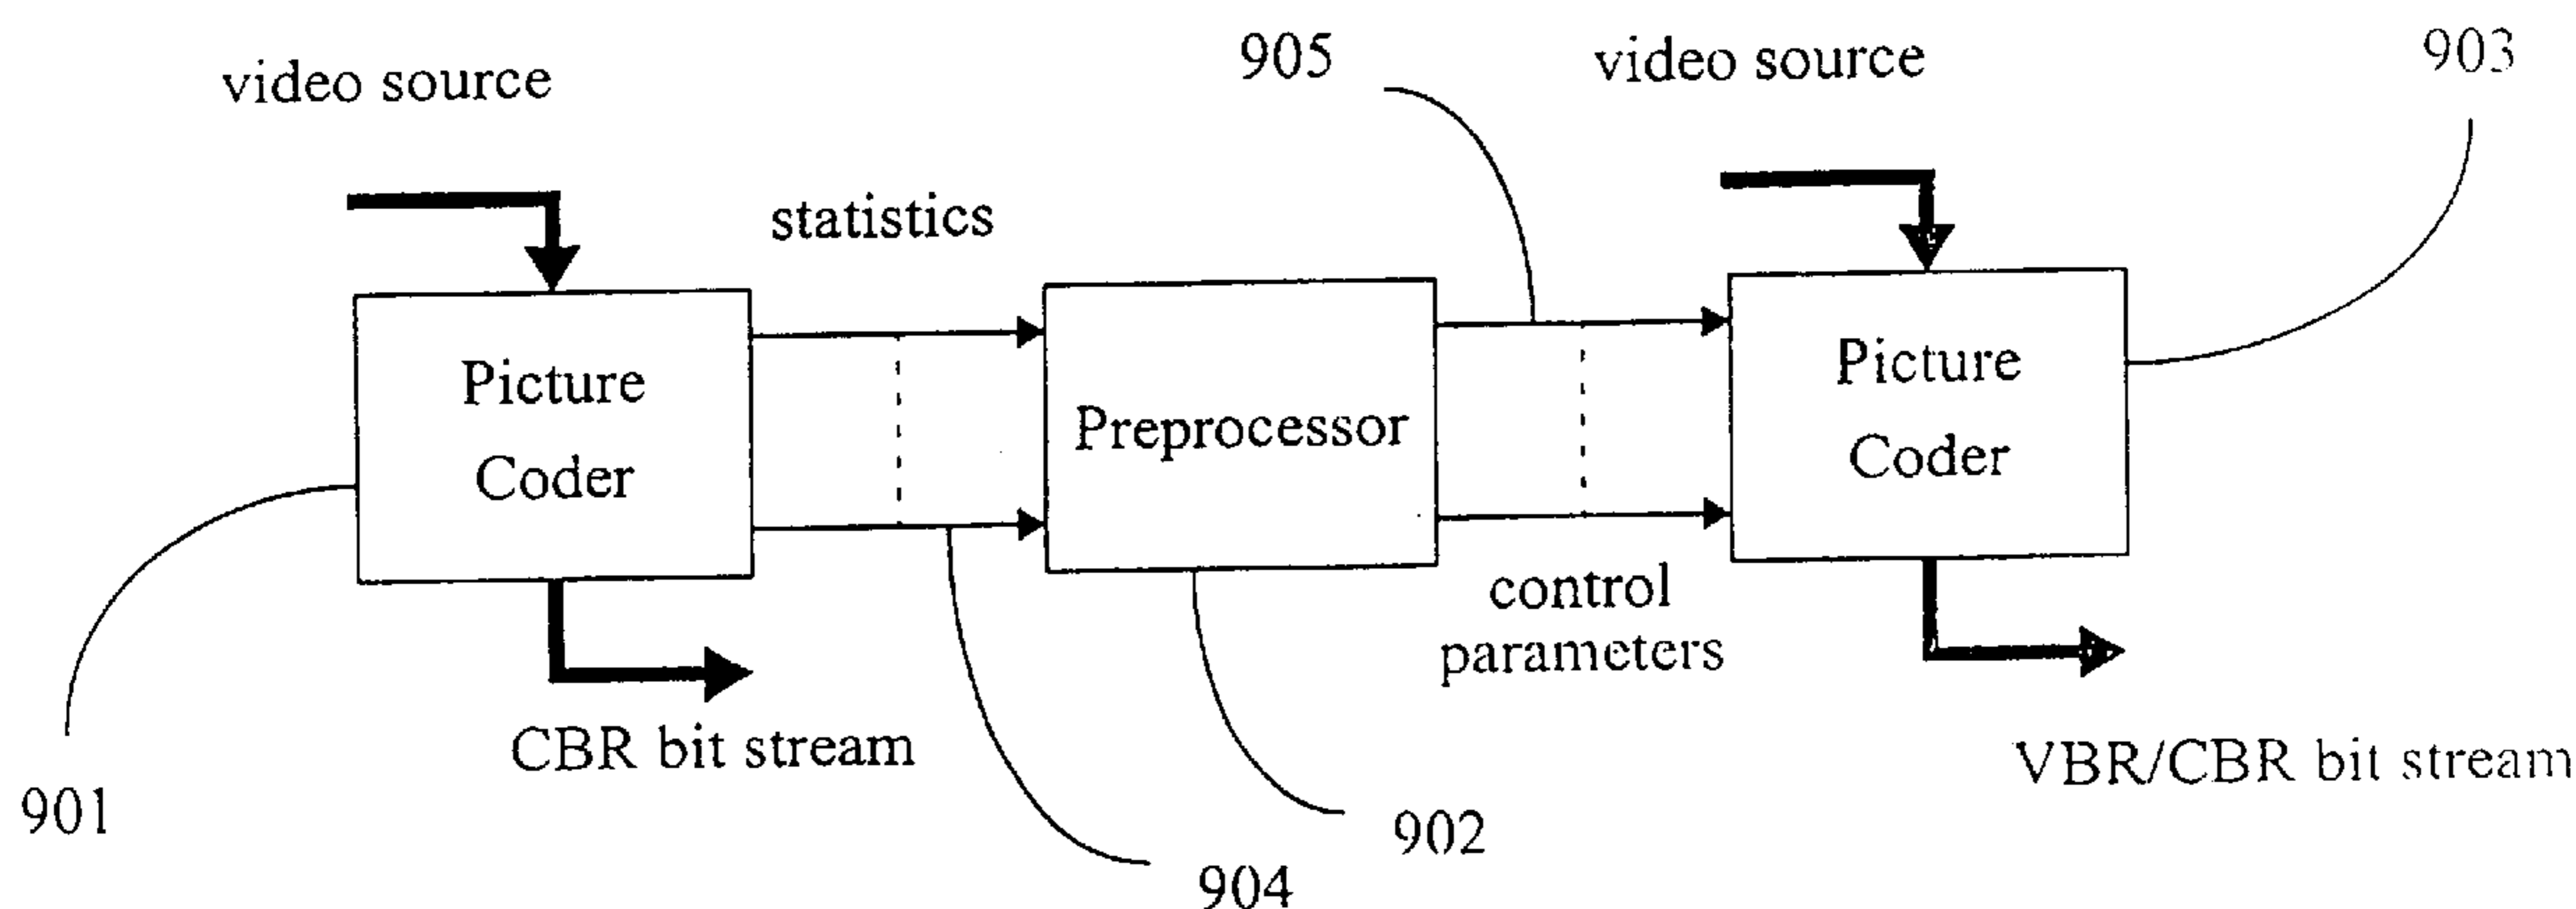 905
video source
903
video source
statistics
Picture
Coder
Preprocessor
Picture
Coder
control
parameters
CBR bit stream
VBR/CBR bit stream
901
902
904